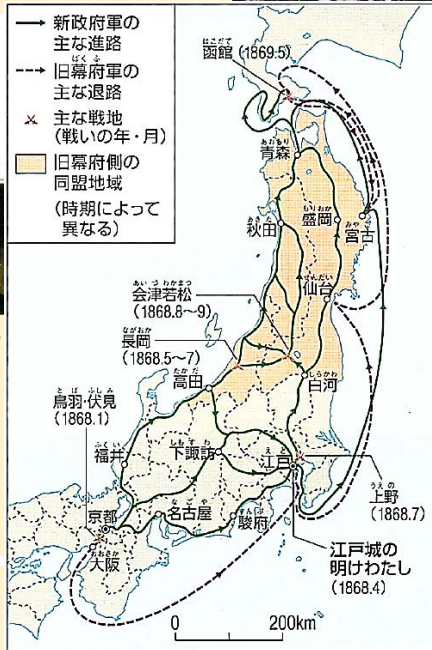 新政府軍の
主な進路
旧幕府軍の
ばくふ
主な退路
主な戦地
(戦いの年・月)
旧幕府側の
同盟地域
(時期によって
異なる)
はこだて
函館 (1869.5)
あおもり
青森
あきた
秋田
もりおか
盛岡
みやこ
宮古
せんだい
仙台
あいづわかまつ
会津若松
(1868.8〜9)
ながおか
長岡
(1868.5〜7)
たかだ
高田
しらかわ
白河
とば ふしみ
鳥羽・伏見
(1868.1)
ふくい
福井
しもすわ
下諏訪
えど
江戸
うえの
上野
(1868.7)
京都
おおさか
大阪
なごや
名古屋
すんぷ
駿府
江戸城の
明けわたし
(1868.4)
0 200km